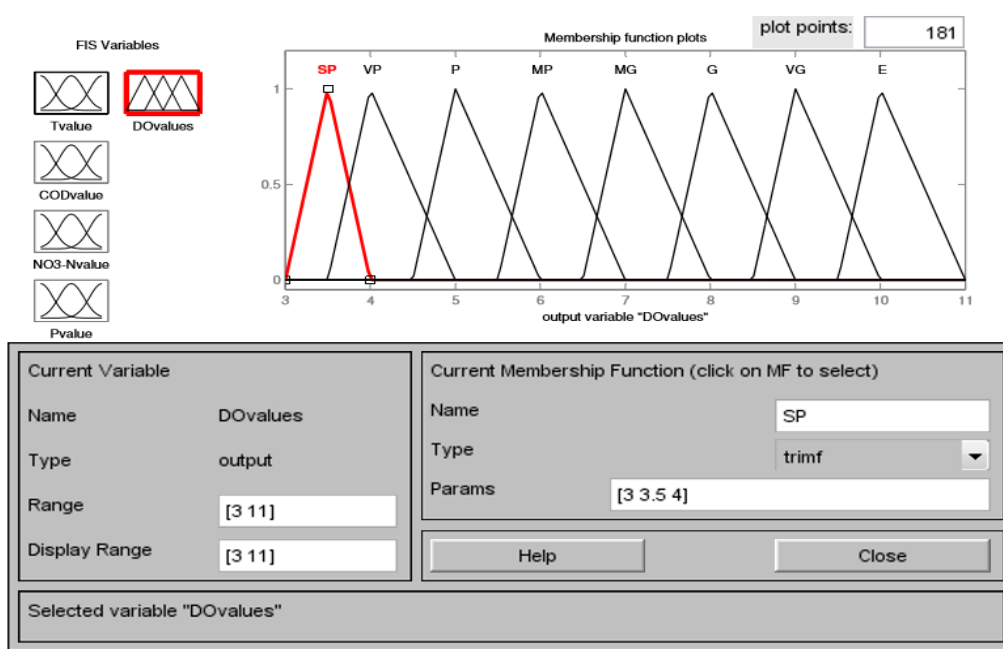 plot points: 181
FIS Variables
Membership function plots
SP VP P MP MG G VG E
1
0.5
0
3 4 5 6 7 8 9 10 11
output variable "DOvalues"
Tvalue DOvalues
CODvalue
NO3-Nvalue
Pvalue
Current Variable
Name DOvalues
Type output
Range [3 11]
Display Range [3 11]
Current Membership Function (click on MF to select)
Name SP
Type trimf
Params [3 3.5 4]
Help Close
Selected variable "DOvalues"